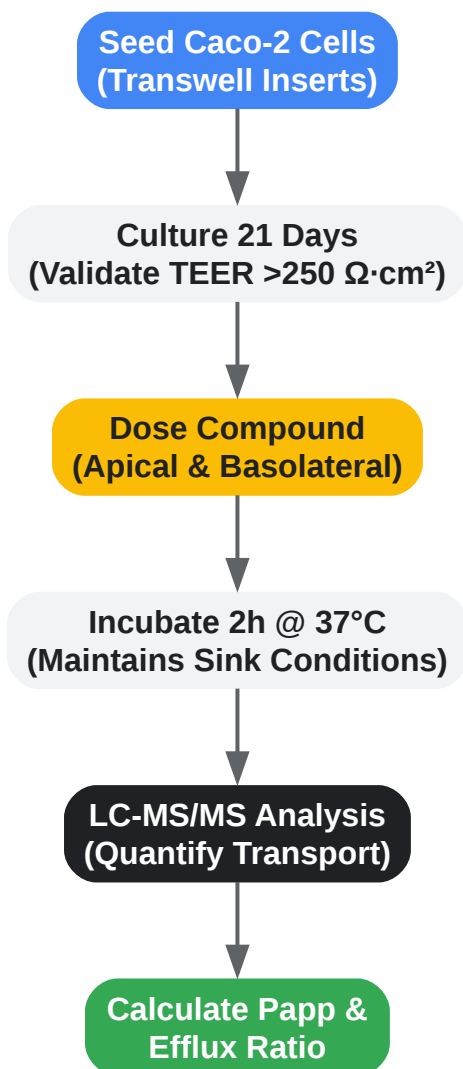 Seed Caco-2 Cells
(Transwell Inserts)
Culture 21 Days
(Validate TEER >250 Ω·cm²)
Dose Compound
(Apical & Basolateral)
Incubate 2h @ 37°C
(Maintains Sink Conditions)
LC-MS/MS Analysis
(Quantify Transport)
Calculate Papp &
Efflux Ratio